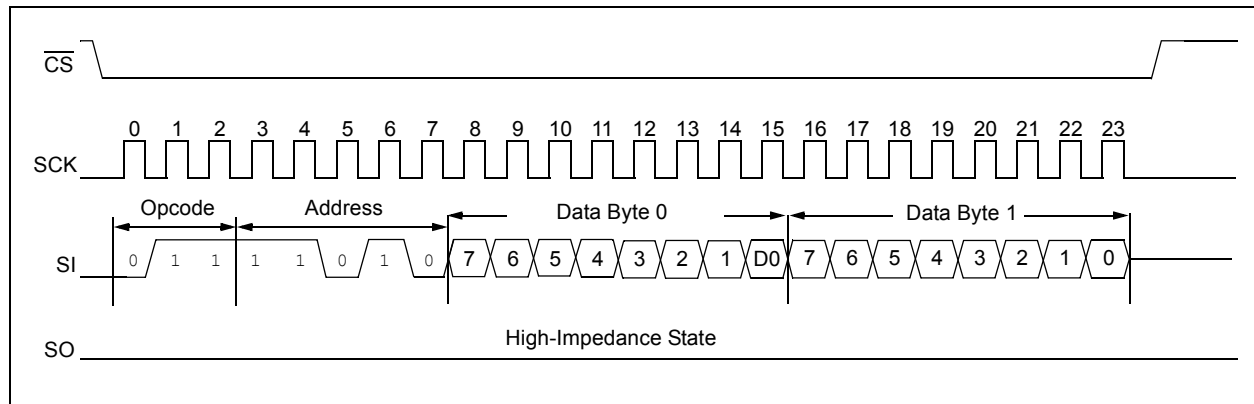 CS
0 1 2 3 4 5 6 7 8 9 10 11 12 13 14 15 16 17 18 19 20 21 22 23
SCK
Opcode Address Data Byte 0 Data Byte 1
SI 0 1 1 1 1 0 1 0 7 6 5 4 3 2 1 D0 7 6 5 4 3 2 1 0
High-Impedance State
SO